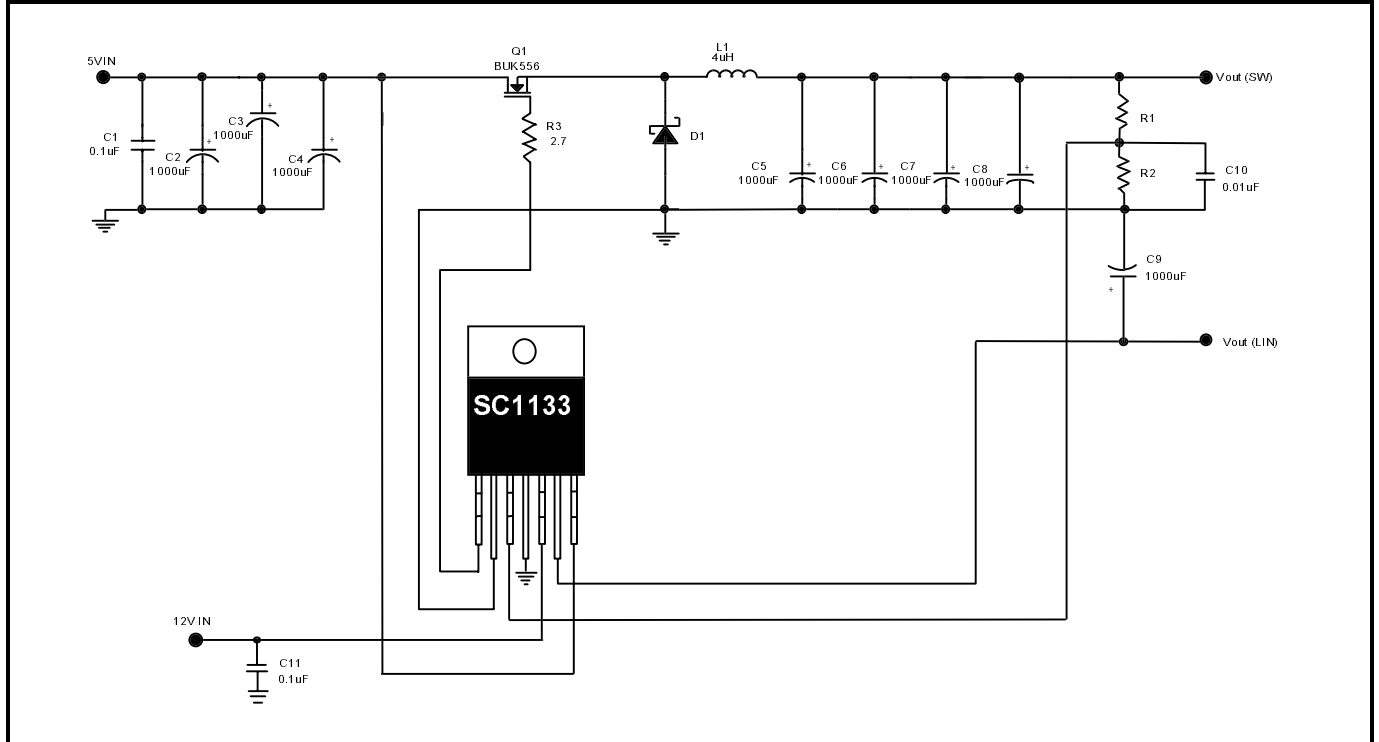 5VIN
C1
0.1uF
C2
1000uF
+
C3
1000uF
+
C4
1000uF
+
Q1
BUK556
R3
2.7
D1
L1
4uH
C5
1000uF
+
C6
1000uF
+
C7
1000uF
+
C8
1000uF
+
R1
R2
C10
0.01uF
Vout (SW)
C9
1000uF
+
Vout (LIN)
SC1133
12V IN
C11
0.1uF